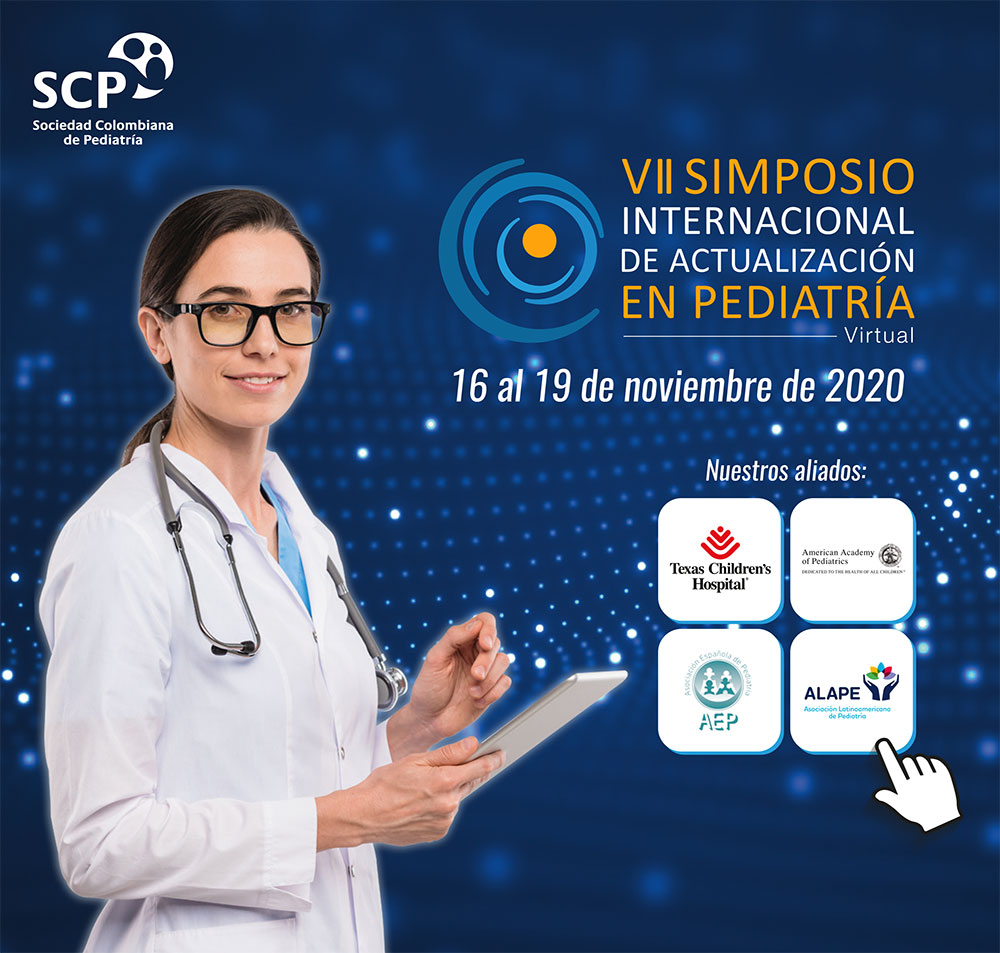 SCP
Sociedad Colombiana
de Pediatría
VII SIMPOSIO
INTERNACIONAL
DE ACTUALIZACIÓN
EN PEDIATRÍA
Virtual
16 al 19 de noviembre de 2020
Nuestros aliados:
Texas Children's
Hospital®
American Academy
of Pediatrics
DEDICATED TO THE HEALTH OF ALL CHILDREN™
Asociación Española de Pediatría
AEP
ALAPE
Asociación Latinoamericana
de Pediatría